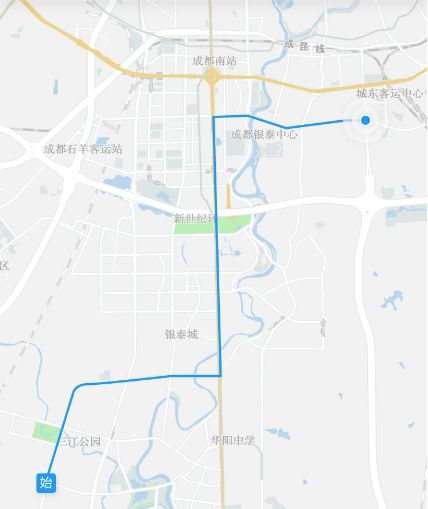 成昆线
成都南站
城东客运中心
成都银泰中心
成都石羊客运站
新世纪环
区
银泰城
华阳中学
三江公园
始